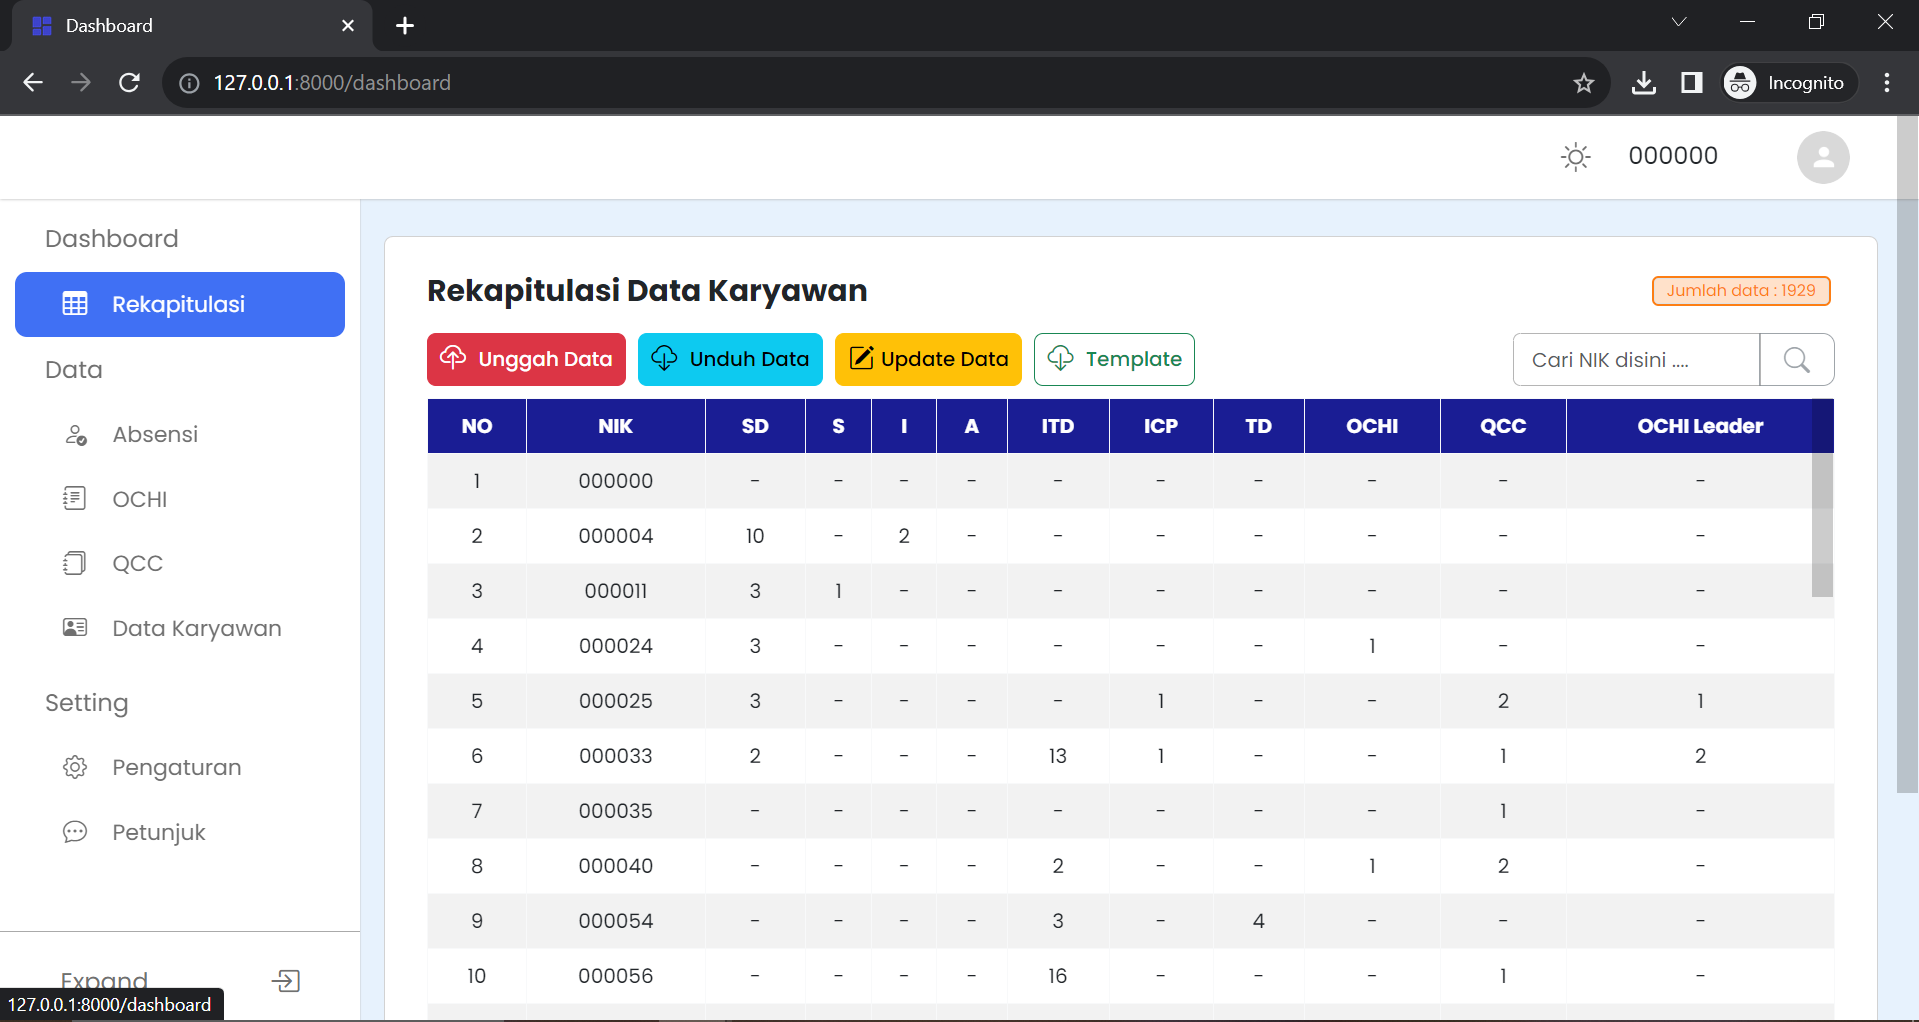 Dashboard
127.0.0.1:8000/dashboard
Incognito
000000
Dashboard
Rekapitulasi
Data
Absensi
OCHI
QCC
Data Karyawan
Setting
Pengaturan
Petunjuk
Expand
127.0.0.1:8000/dashboard
Rekapitulasi Data Karyawan
Jumlah data : 1929
Unggah Data Unduh Data Update Data Template
Cari NIK disini ....
NO NIK SD S I A ITD ICP TD OCHI QCC OCHI Leader
1 000000 - - - - - - - - - -
2 000004 10 - 2 - - - - - - -
3 000011 3 1 - - - - - - - -
4 000024 3 - - - - - - 1 - -
5 000025 3 - - - - 1 - - 2 1
6 000033 2 - - - 13 1 - - 1 2
7 000035 - - - - - - - - 1 -
8 000040 - - - - 2 - - 1 2 -
9 000054 - - - - 3 - 4 - - -
10 000056 - - - - 16 - - - 1 -